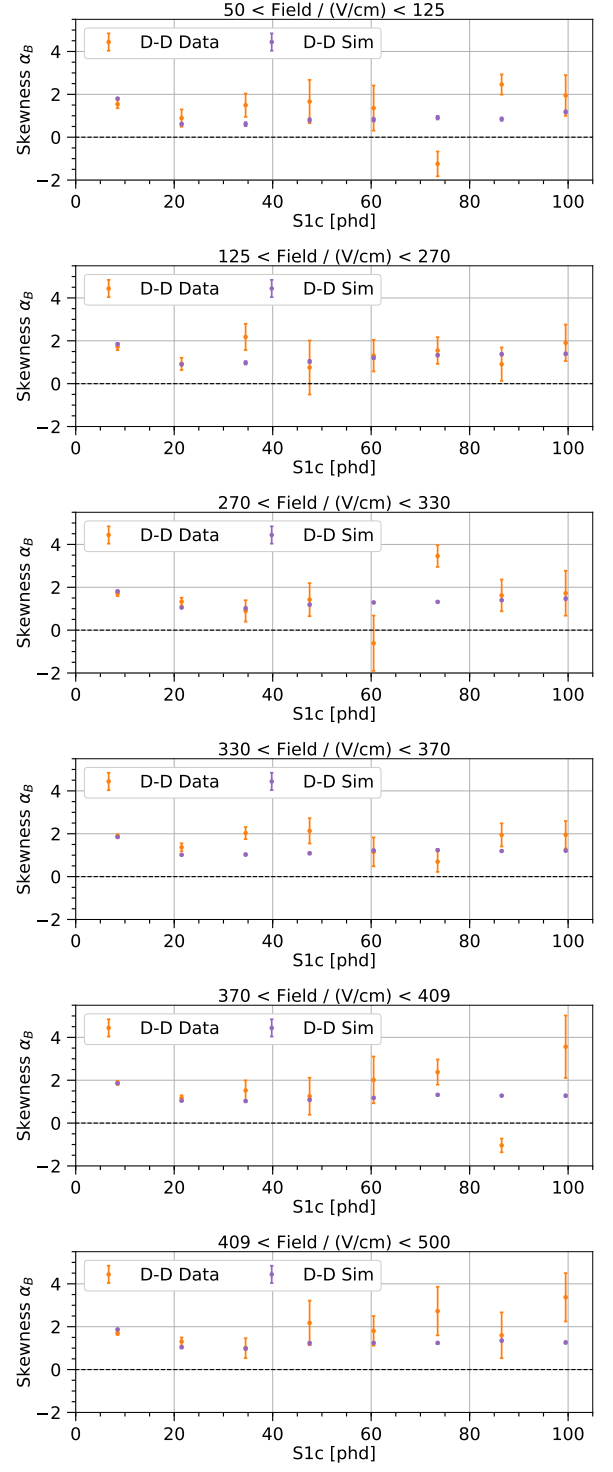 50 < Field / (V/cm) < 125
D-D Data D-D Sim
Skewness α_B
4
2
0
−2
0 20 40 60 80 100
S1c [phd]
125 < Field / (V/cm) < 270
D-D Data D-D Sim
Skewness α_B
4
2
0
−2
0 20 40 60 80 100
S1c [phd]
270 < Field / (V/cm) < 330
D-D Data D-D Sim
Skewness α_B
4
2
0
−2
0 20 40 60 80 100
S1c [phd]
330 < Field / (V/cm) < 370
D-D Data D-D Sim
Skewness α_B
4
2
0
−2
0 20 40 60 80 100
S1c [phd]
370 < Field / (V/cm) < 409
D-D Data D-D Sim
Skewness α_B
4
2
0
−2
0 20 40 60 80 100
S1c [phd]
409 < Field / (V/cm) < 500
D-D Data D-D Sim
Skewness α_B
4
2
0
−2
0 20 40 60 80 100
S1c [phd]